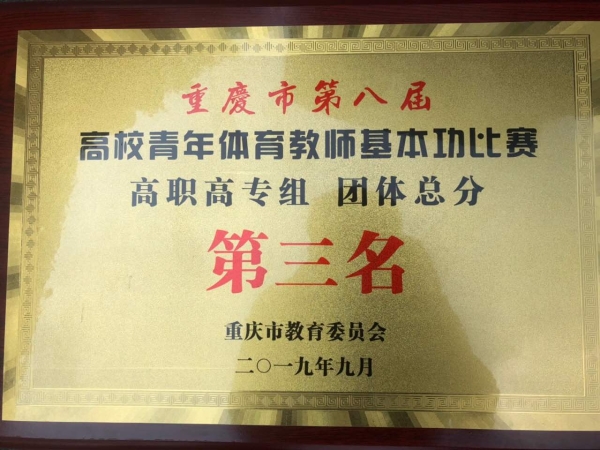 重慶市第八届
高校青年体育教师基本功比赛
高职高专组 团体总分
第三名
重庆市教育委员会
二〇一九年九月